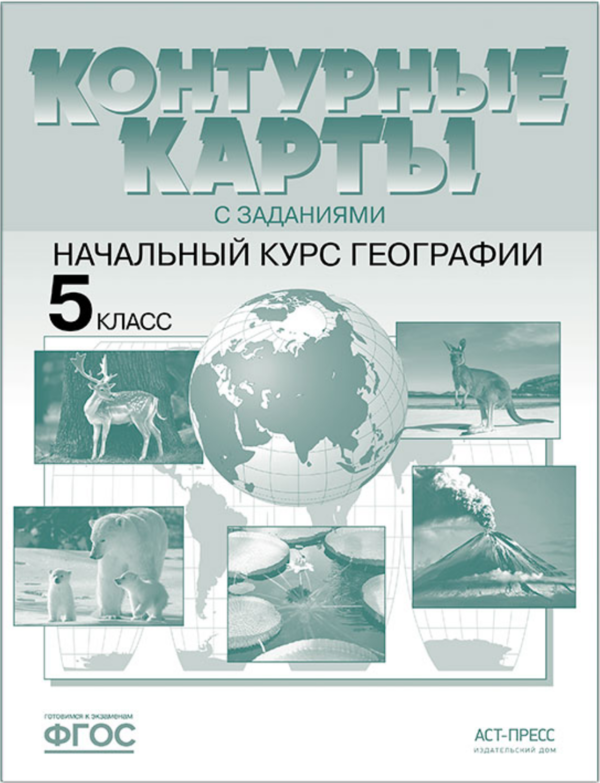 КОНТУРНЫЕ
КАРТЫ
С ЗАДАНИЯМИ
НАЧАЛЬНЫЙ КУРС ГЕОГРАФИИ
5 КЛАСС
ГОТОВИМСЯ К ЭКЗАМЕНАМ
ФГОС
АСТ-ПРЕСС
ИЗДАТЕЛЬСКИЙ ДОМ